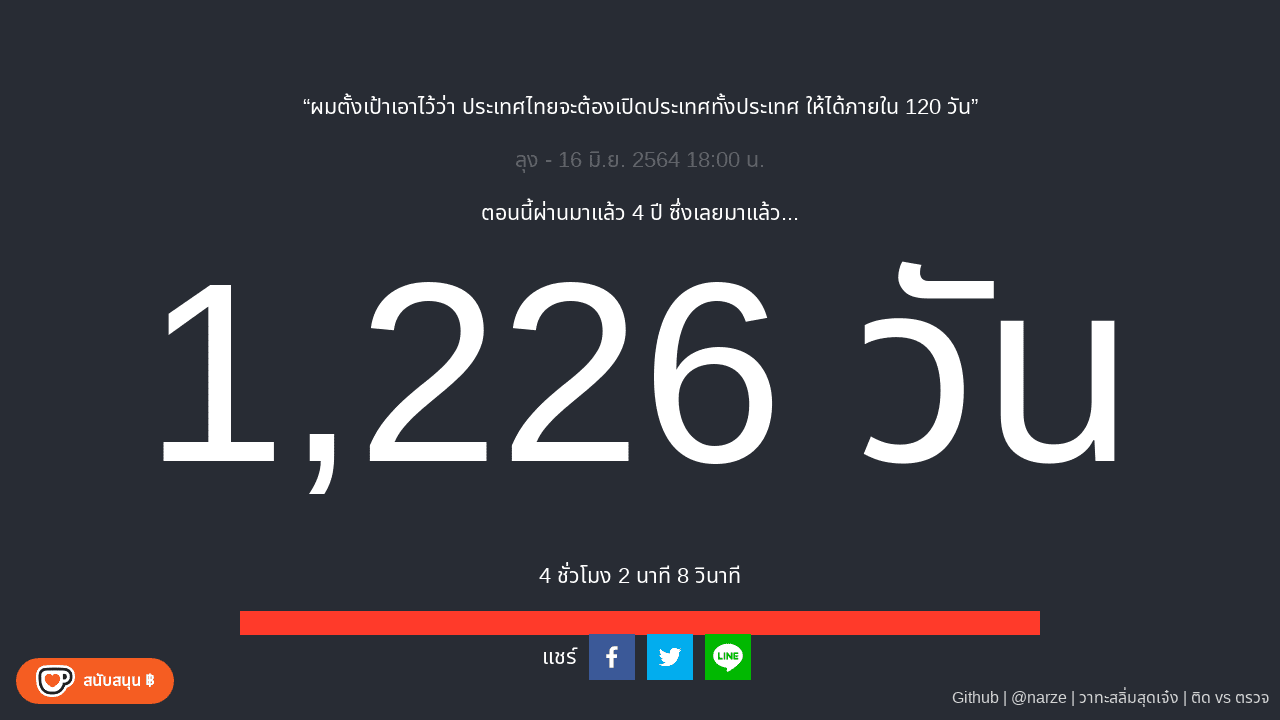 “ผมตั้งเป้าเอาไว้ว่า ประเทศไทยจะต้องเปิดประเทศทั้งประเทศ ให้ได้ภายใน 120 วัน”
ลุง - 16 มิ.ย. 2564 18:00 น.
ตอนนี้ผ่านมาแล้ว 4 ปี ซึ่งเลยมาแล้ว...
1,226 วัน
4 ชั่วโมง 2 นาที 8 วินาที
แชร์
LINE
สนับสนุน ฿
Github | @narze | วาทะสลิ่มสุดเจ๋ง | ติด vs ตรวจ